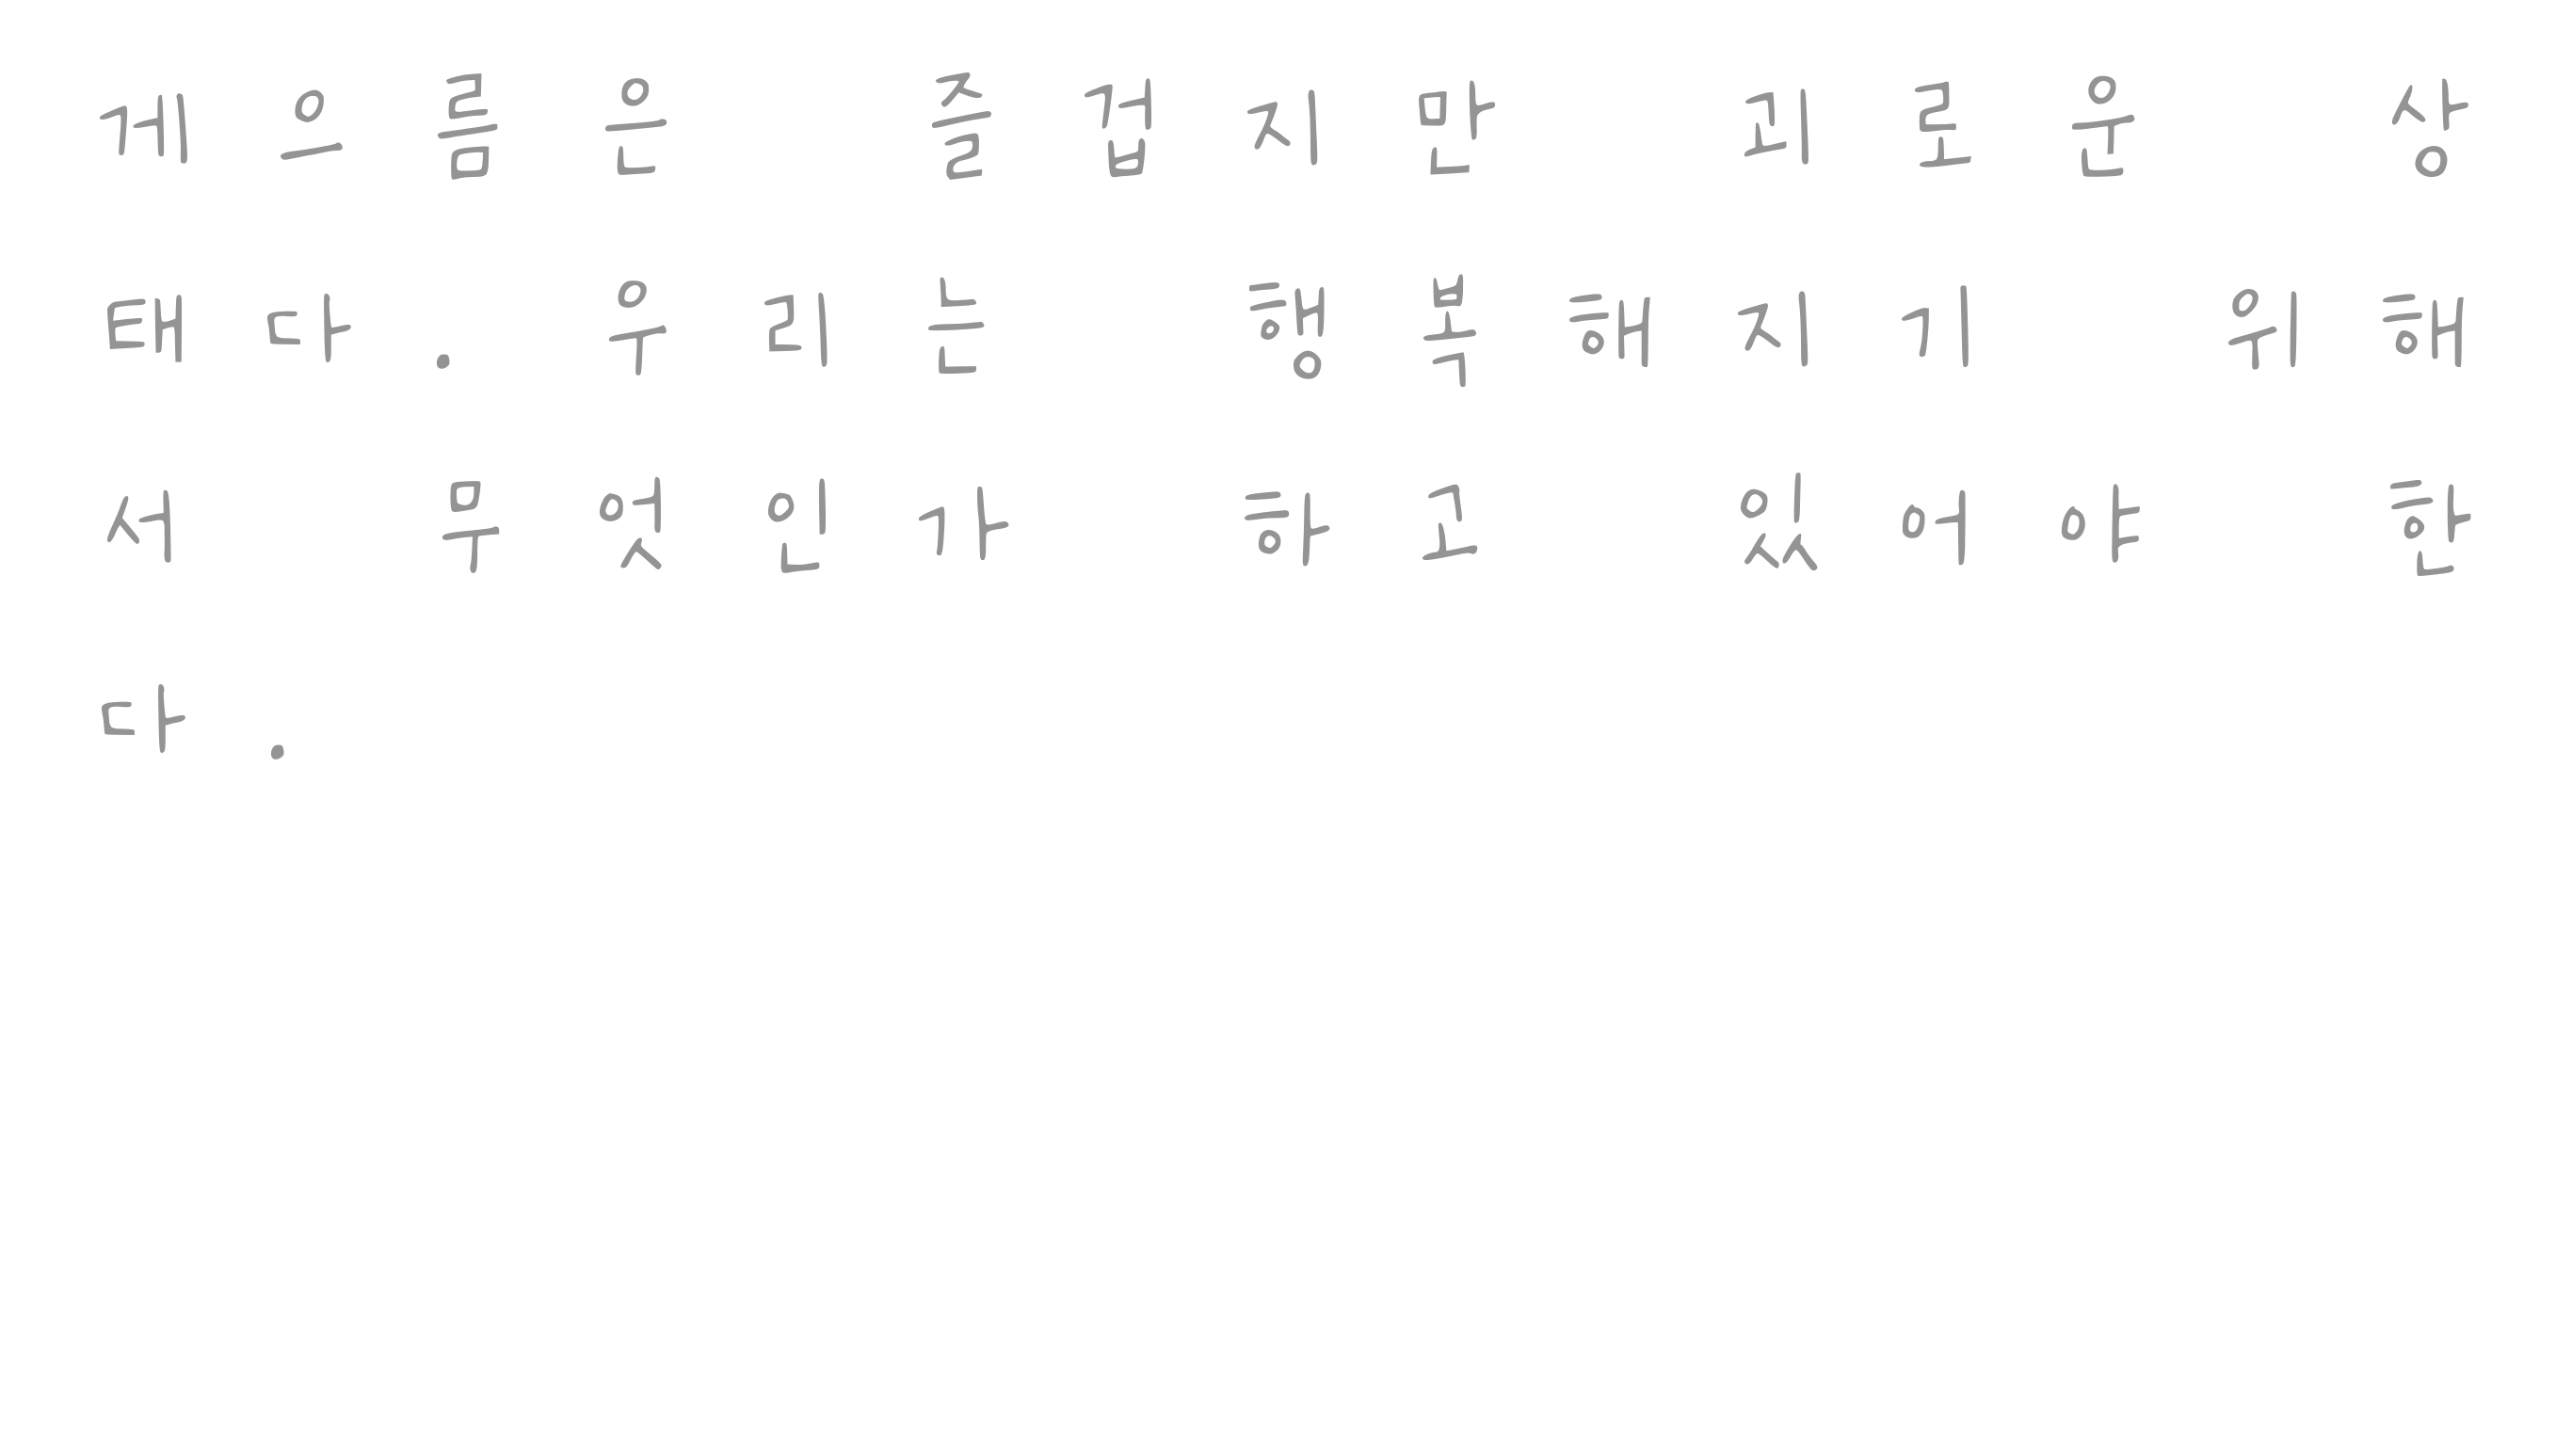 게으름은 즐겁지만 괴로운 상
태다. 우리는 행복해지기 위해
서 무엇인가 하고 있어야 한
다.